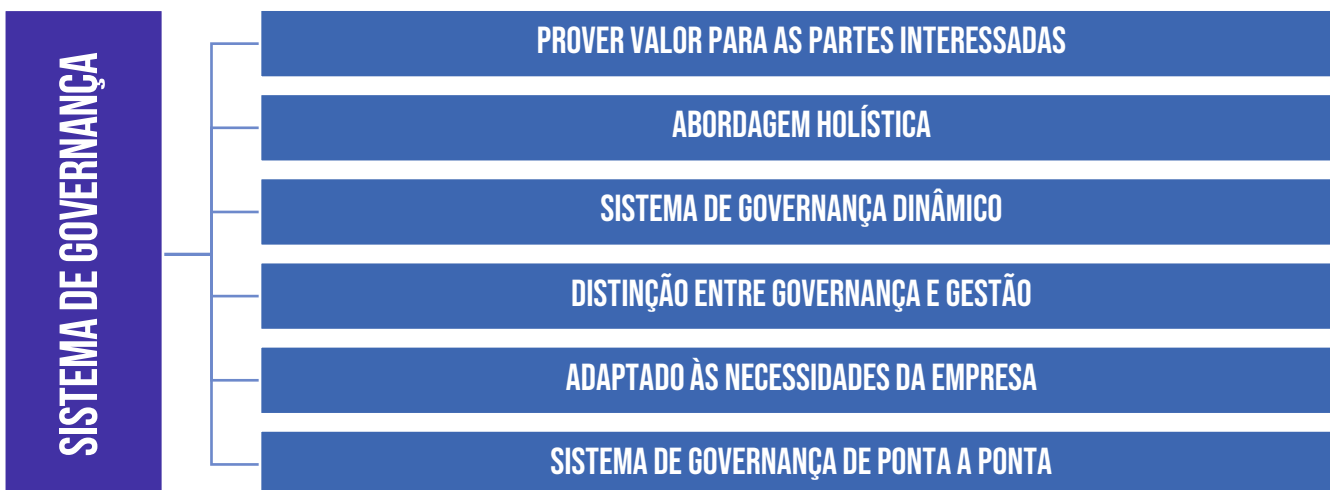 SISTEMA DE GOVERNANÇA
PROVER VALOR PARA AS PARTES INTERESSADAS
ABORDAGEM HOLÍSTICA
SISTEMA DE GOVERNANÇA DINÂMICO
DISTINÇÃO ENTRE GOVERNANÇA E GESTÃO
ADAPTADO ÀS NECESSIDADES DA EMPRESA
SISTEMA DE GOVERNANÇA DE PONTA A PONTA